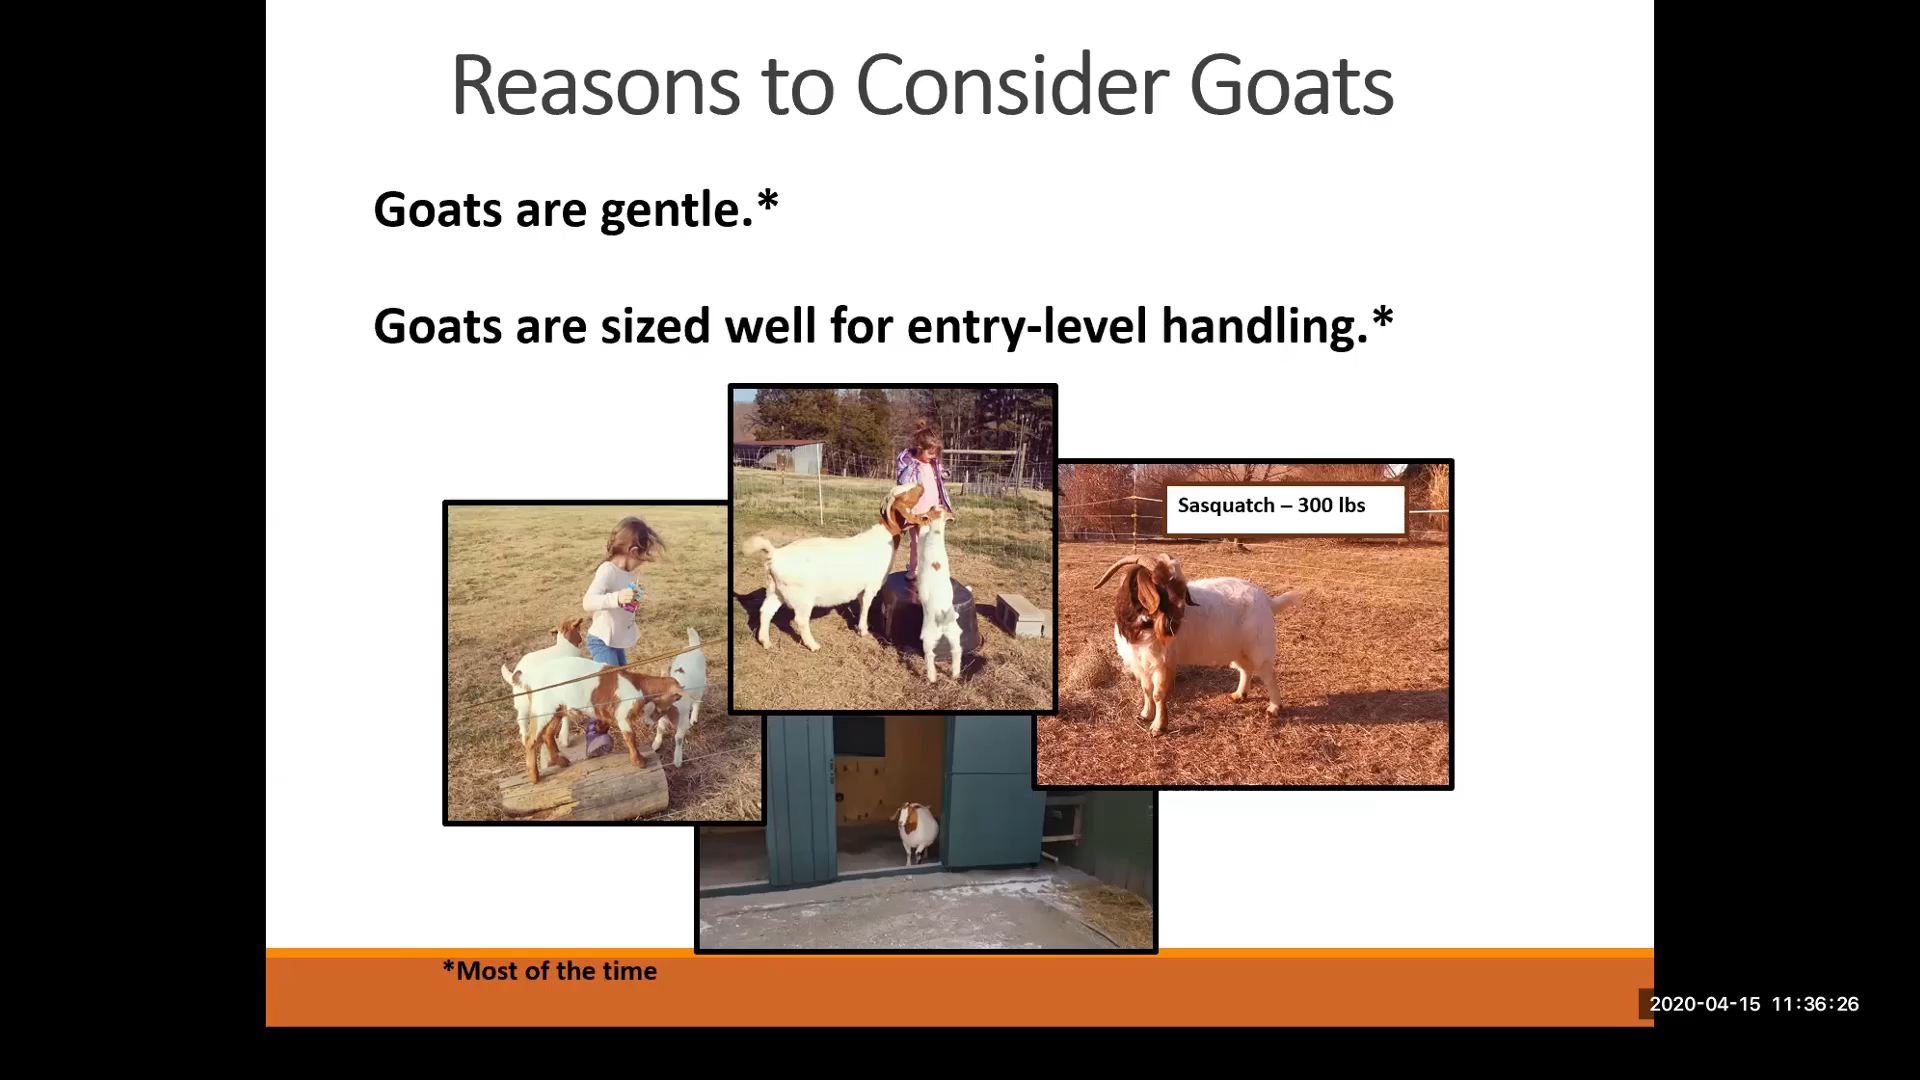 Reasons to Consider Goats
Goats are gentle.*
Goats are sized well for entry-level handling.*
Sasquatch – 300 lbs
*Most of the time
2020-04-15 11:36:26